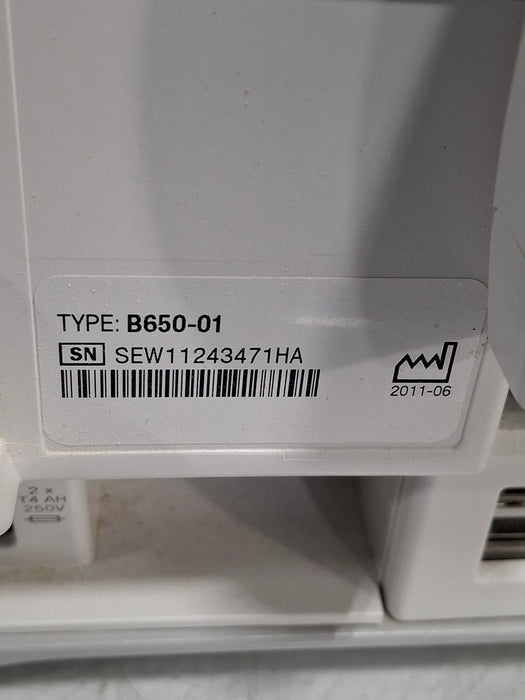 TYPE: B650-01
SN SEW11243471HA
2011-06
2 x
T4 AH
250V